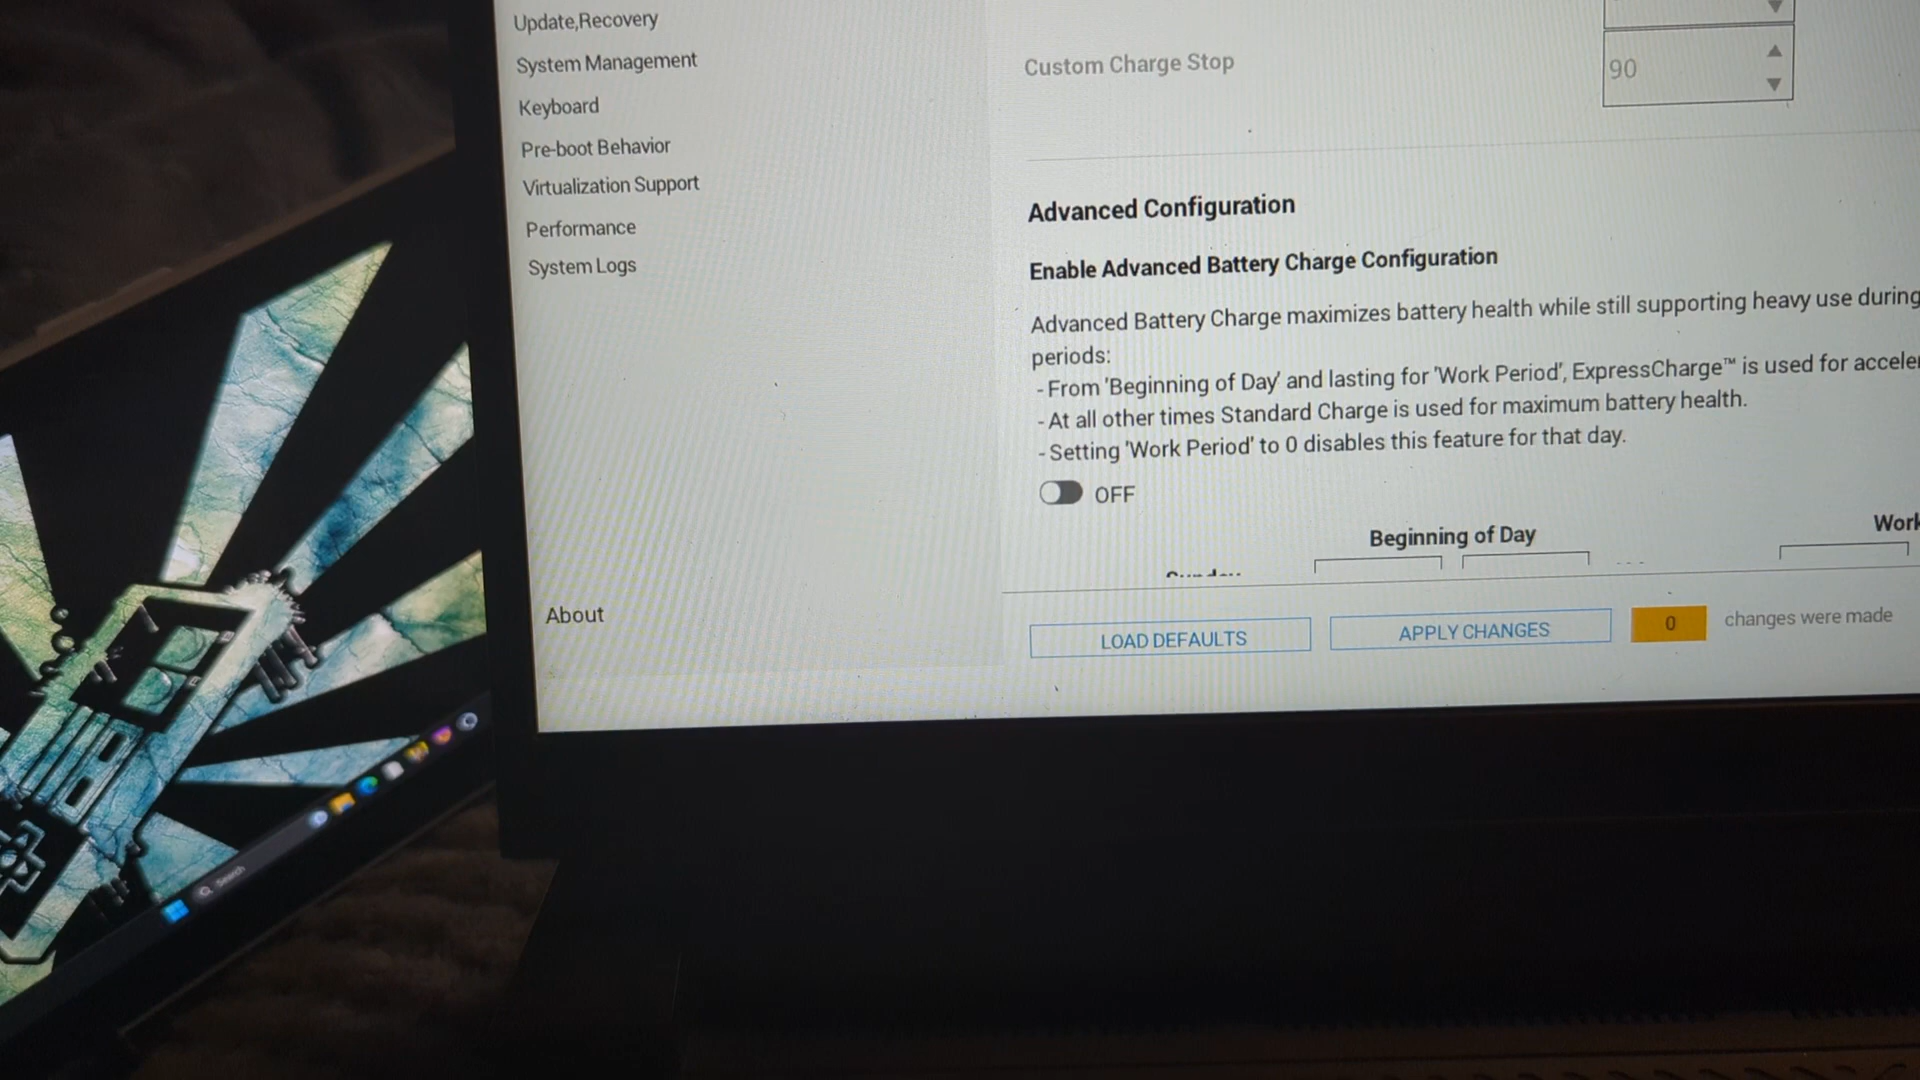 Update,Recovery
System Management
Keyboard
Pre-boot Behavior
Virtualization Support
Performance
System Logs
About
Custom Charge Stop
90
Advanced Configuration
Enable Advanced Battery Charge Configuration
Advanced Battery Charge maximizes battery health while still supporting heavy use during
periods:
- From 'Beginning of Day' and lasting for 'Work Period', ExpressCharge™ is used for
- At all other times Standard Charge is used for maximum battery health.
- Setting 'Work Period' to 0 disables this feature for that day.
OFF
Beginning of Day
Work
LOAD DEFAULTS
APPLY CHANGES
0
changes were made
Search